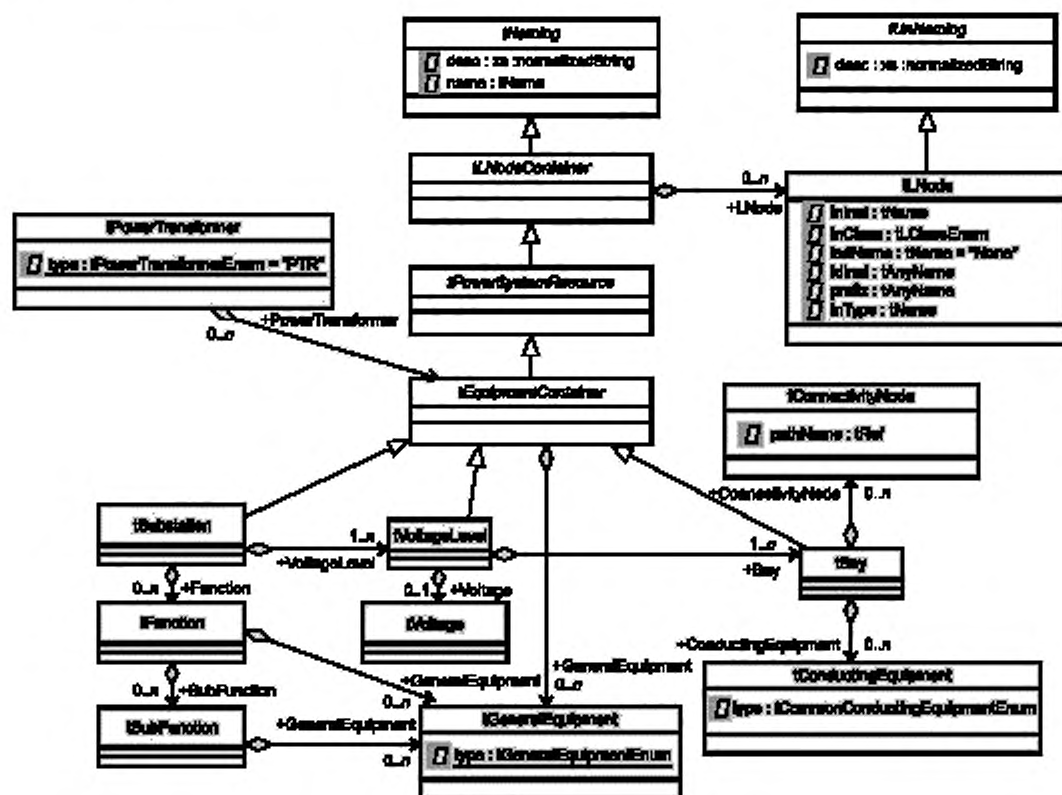 tNaming
desc : xs :normalizedString
name : tName
tUnNaming
desc : xs :normalizedString
tLNodeContainer
0..n
+LNode
tLNode
lnInst : tName
lnClass : tLClassEnum
iedName : tName = "None"
ldInst : tAnyName
prefix : tAnyName
lnType : tName
tPowerTransformer
type : tPowerTransformerEnum = "PTR"
+PowerTransformer
0..n
tPowerSystemResource
tEquipmentContainer
tConnectivityNode
pathName : tRef
+ConnectivityNode
0..n
tSubstation
1..n
+VoltageLevel
tVoltageLevel
1..n
+Bay
tBay
0..n
+Function
0..1
+Voltage
tFunction
tVoltage
+ConductingEquipment
0..n
+GeneralEquipment
0..n
tConductingEquipment
type : tCommonConductingEquipmentEnum
0..n
+SubFunction
+GeneralEquipment
0..n
tSubFunction
+GeneralEquipment
0..n
tGeneralEquipment
type : tGeneralEquipmentEnum